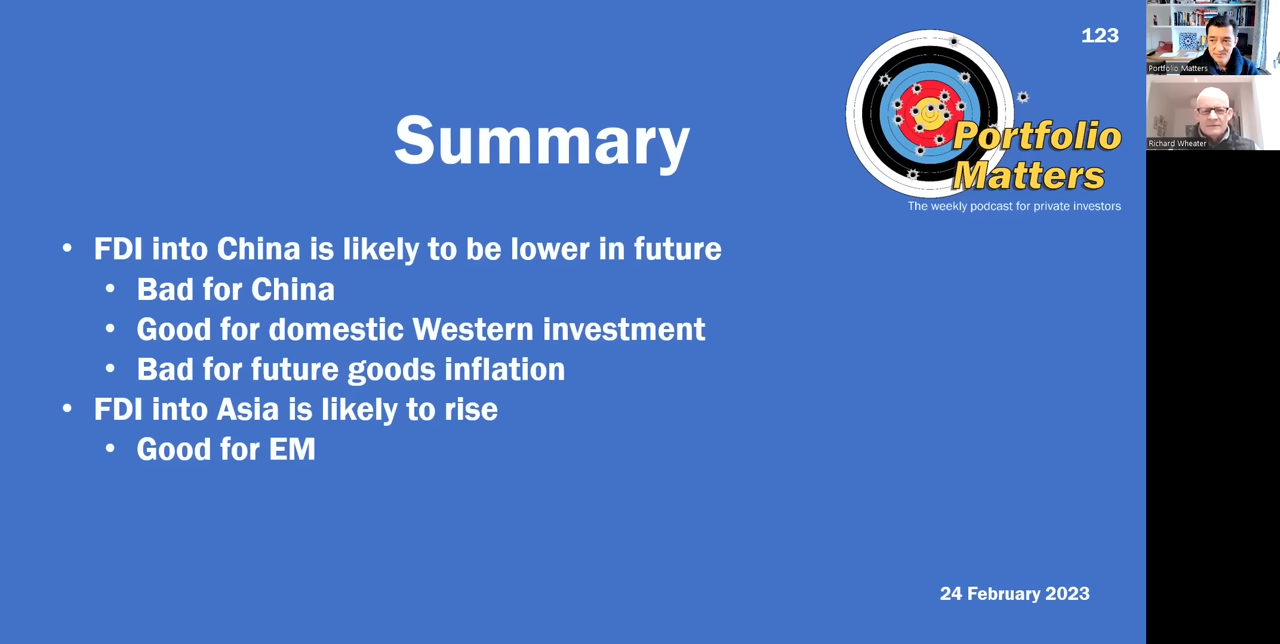 123
Portfolio
Matters
The weekly podcast for private investors
Summary
• FDI into China is likely to be lower in future
• Bad for China
• Good for domestic Western investment
• Bad for future goods inflation
• FDI into Asia is likely to rise
• Good for EM
24 February 2023
Portfolio Matters
Richard Wheater